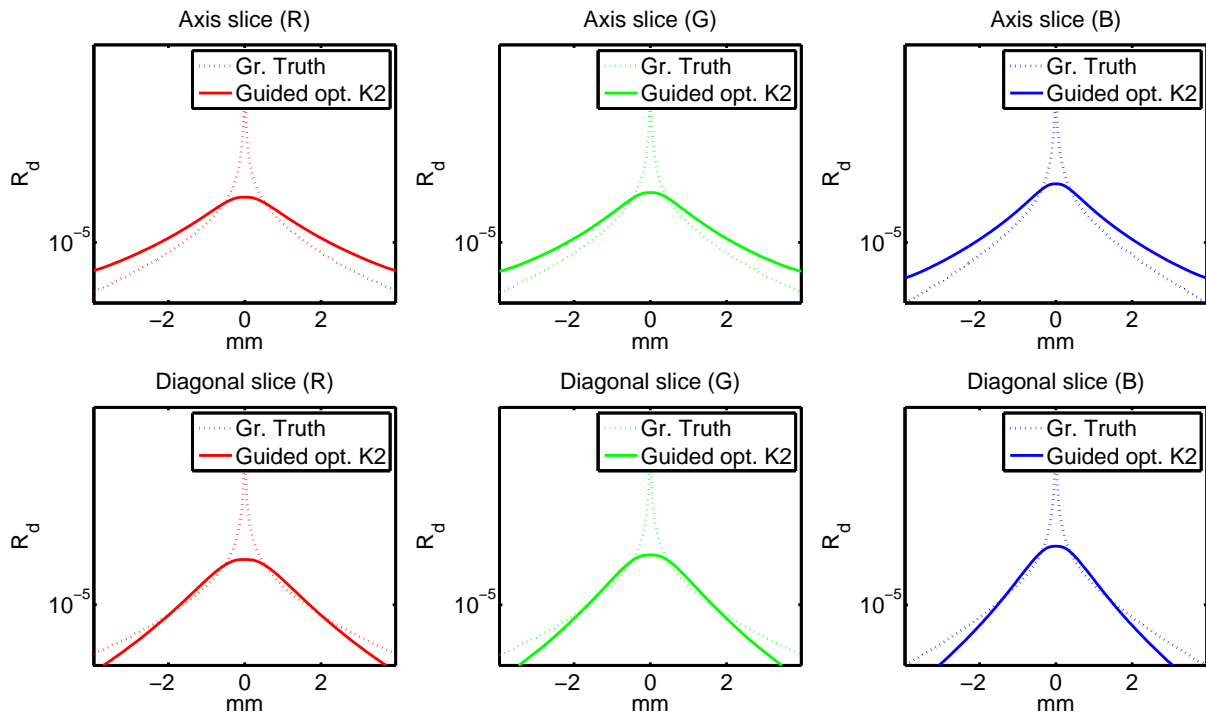 Axis slice (R)
Gr. Truth
Guided opt. K2
R_d
10^-5
−2 0 2
mm
Axis slice (G)
Gr. Truth
Guided opt. K2
R_d
10^-5
−2 0 2
mm
Axis slice (B)
Gr. Truth
Guided opt. K2
R_d
10^-5
−2 0 2
mm
Diagonal slice (R)
Gr. Truth
Guided opt. K2
R_d
10^-5
−2 0 2
mm
Diagonal slice (G)
Gr. Truth
Guided opt. K2
R_d
10^-5
−2 0 2
mm
Diagonal slice (B)
Gr. Truth
Guided opt. K2
R_d
10^-5
−2 0 2
mm